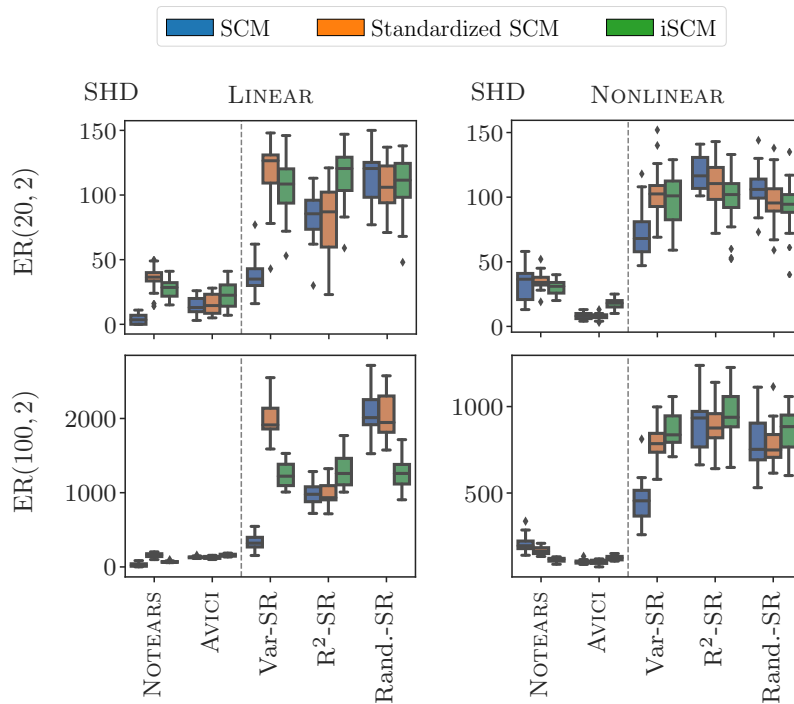 SCM Standardized SCM iSCM
SHD LINEAR SHD NONLINEAR
ER(20, 2)
150
100
50
0
150
100
50
0
ER(100, 2)
2000
1000
0
1000
500
NOTEARS AVICI Var-SR R²-SR Rand.-SR
NOTEARS AVICI Var-SR R²-SR Rand.-SR